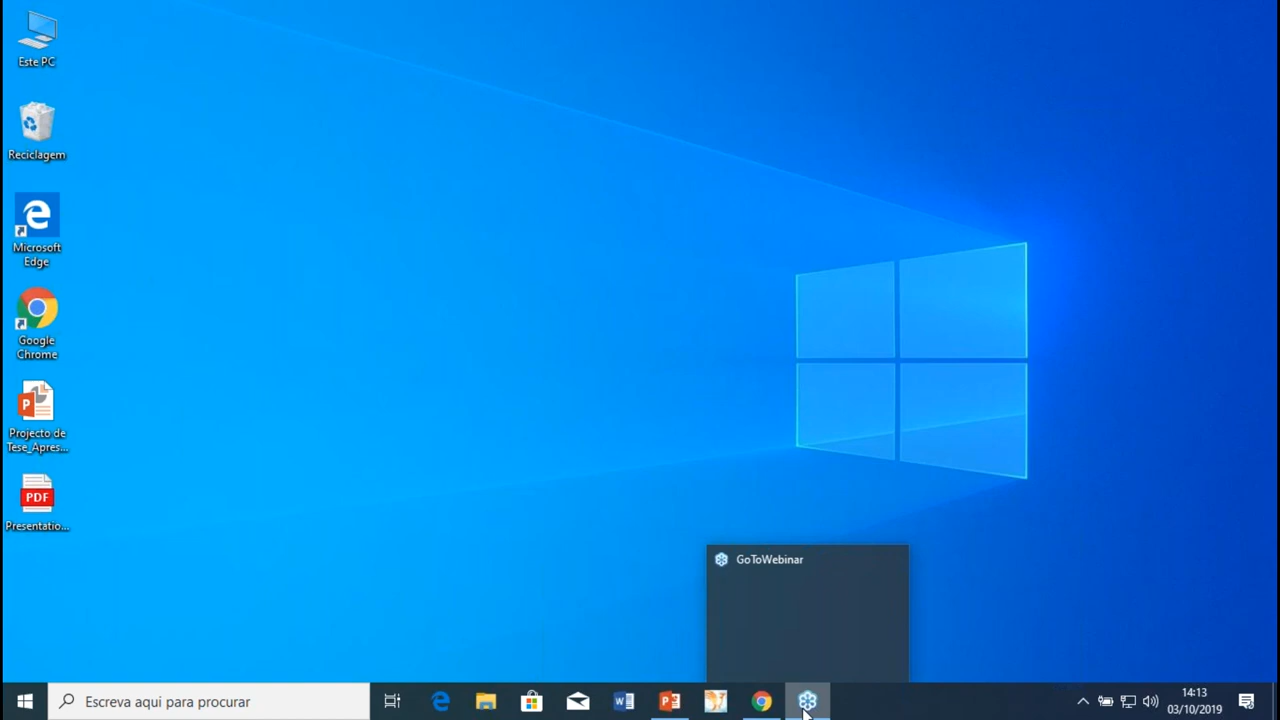 Este PC
Reciclagem
Microsoft
Edge
Google
Chrome
Projecto de
Tese_Apres...
PDF
Presentatio...
GoToWebinar
Escreva aqui para procurar
14:13
03/10/2019